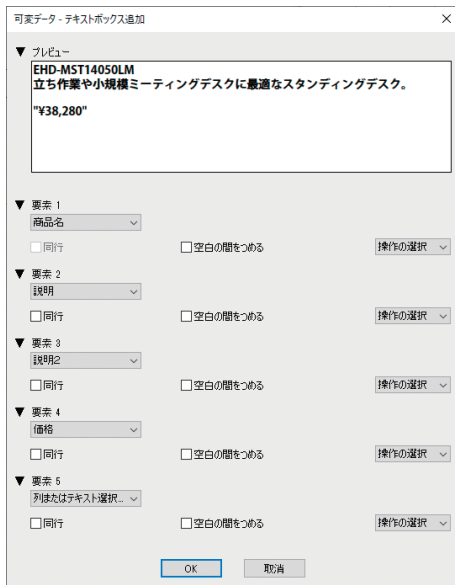 可変データ - テキストボックス追加
▼ プレビュー
EHD-MST14050LM
立ち作業や小規模ミーティングデスクに最適なスタンディングデスク。
"¥38,280"
▼ 要素 1
商品名
同行 空白の間をつめる 操作の選択
▼ 要素 2
説明
同行 空白の間をつめる 操作の選択
▼ 要素 3
説明2
同行 空白の間をつめる 操作の選択
▼ 要素 4
価格
同行 空白の間をつめる 操作の選択
▼ 要素 5
列またはテキスト選択...
同行 空白の間をつめる 操作の選択
OK 取消